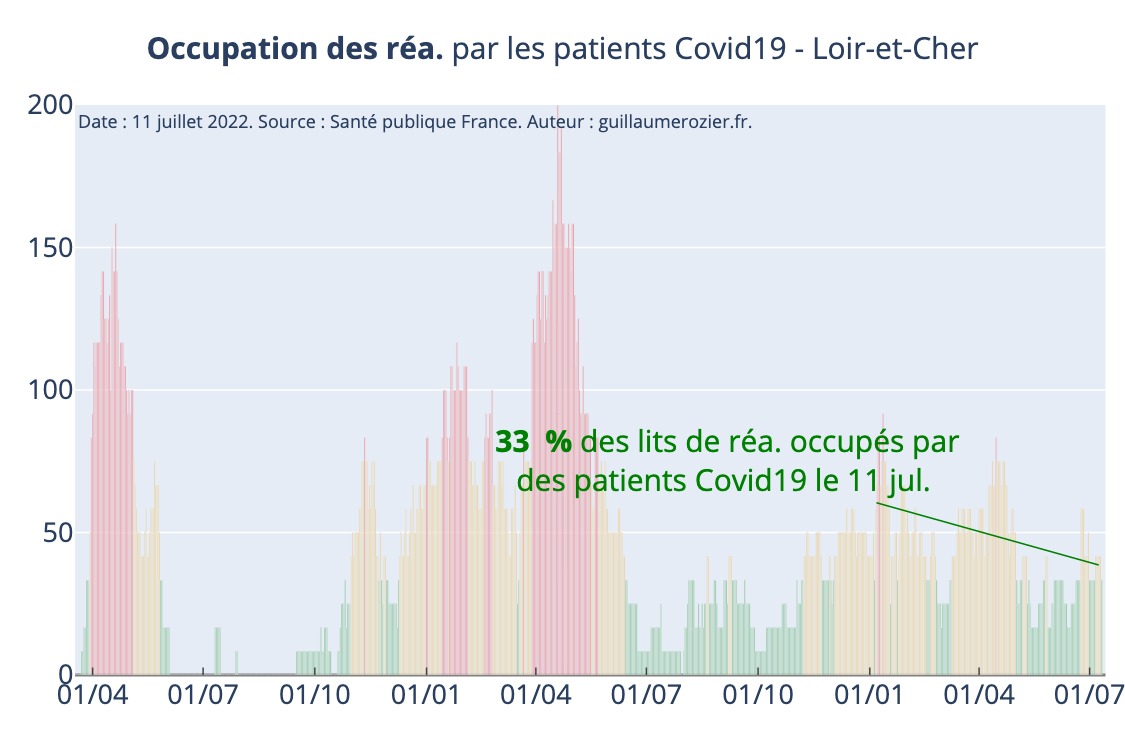 Occupation des réa. par les patients Covid19 - Loir-et-Cher
200
Date : 11 juillet 2022. Source : Santé publique France. Auteur : guillaumerozier.fr.
150
100
33 % des lits de réa. occupés par
des patients Covid19 le 11 jul.
50
0
01/04 01/07 01/10 01/01 01/04 01/07 01/10 01/01 01/04 01/07